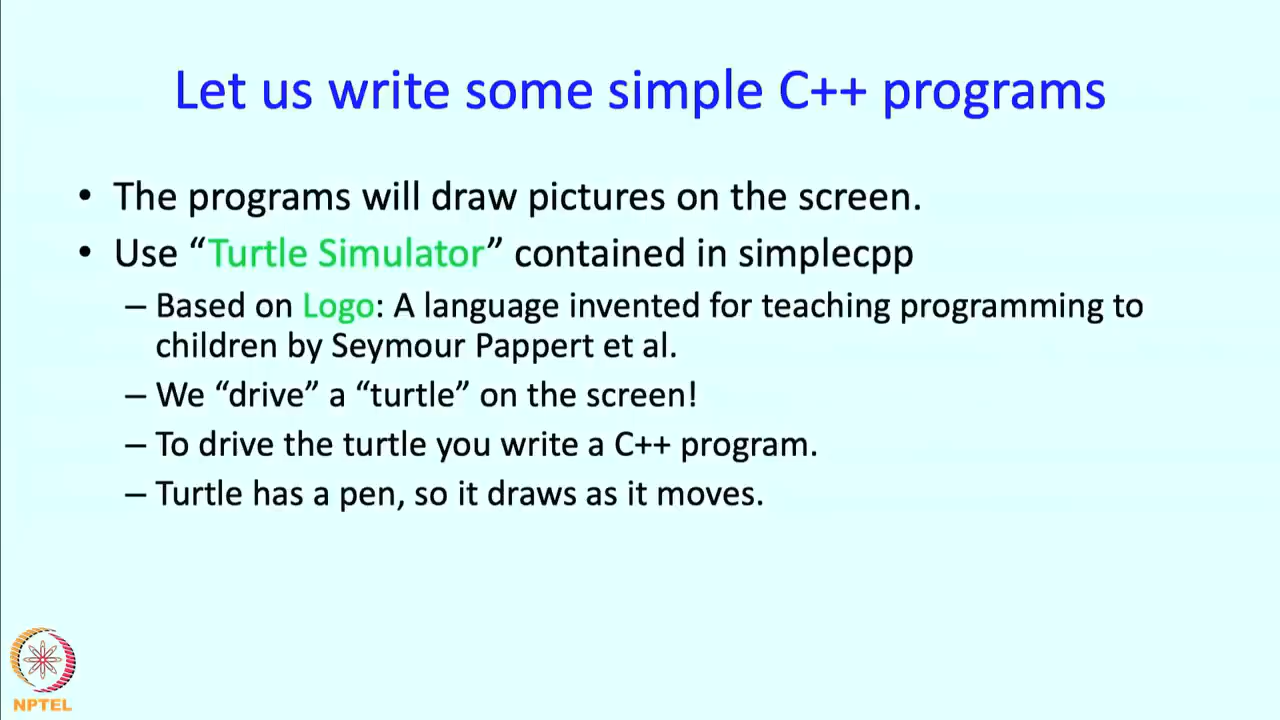 Let us write some simple C++ programs
• The programs will draw pictures on the screen.
• Use “Turtle Simulator” contained in simplecpp
– Based on Logo: A language invented for teaching programming to
children by Seymour Pappert et al.
– We “drive” a “turtle” on the screen!
– To drive the turtle you write a C++ program.
– Turtle has a pen, so it draws as it moves.
NPTEL